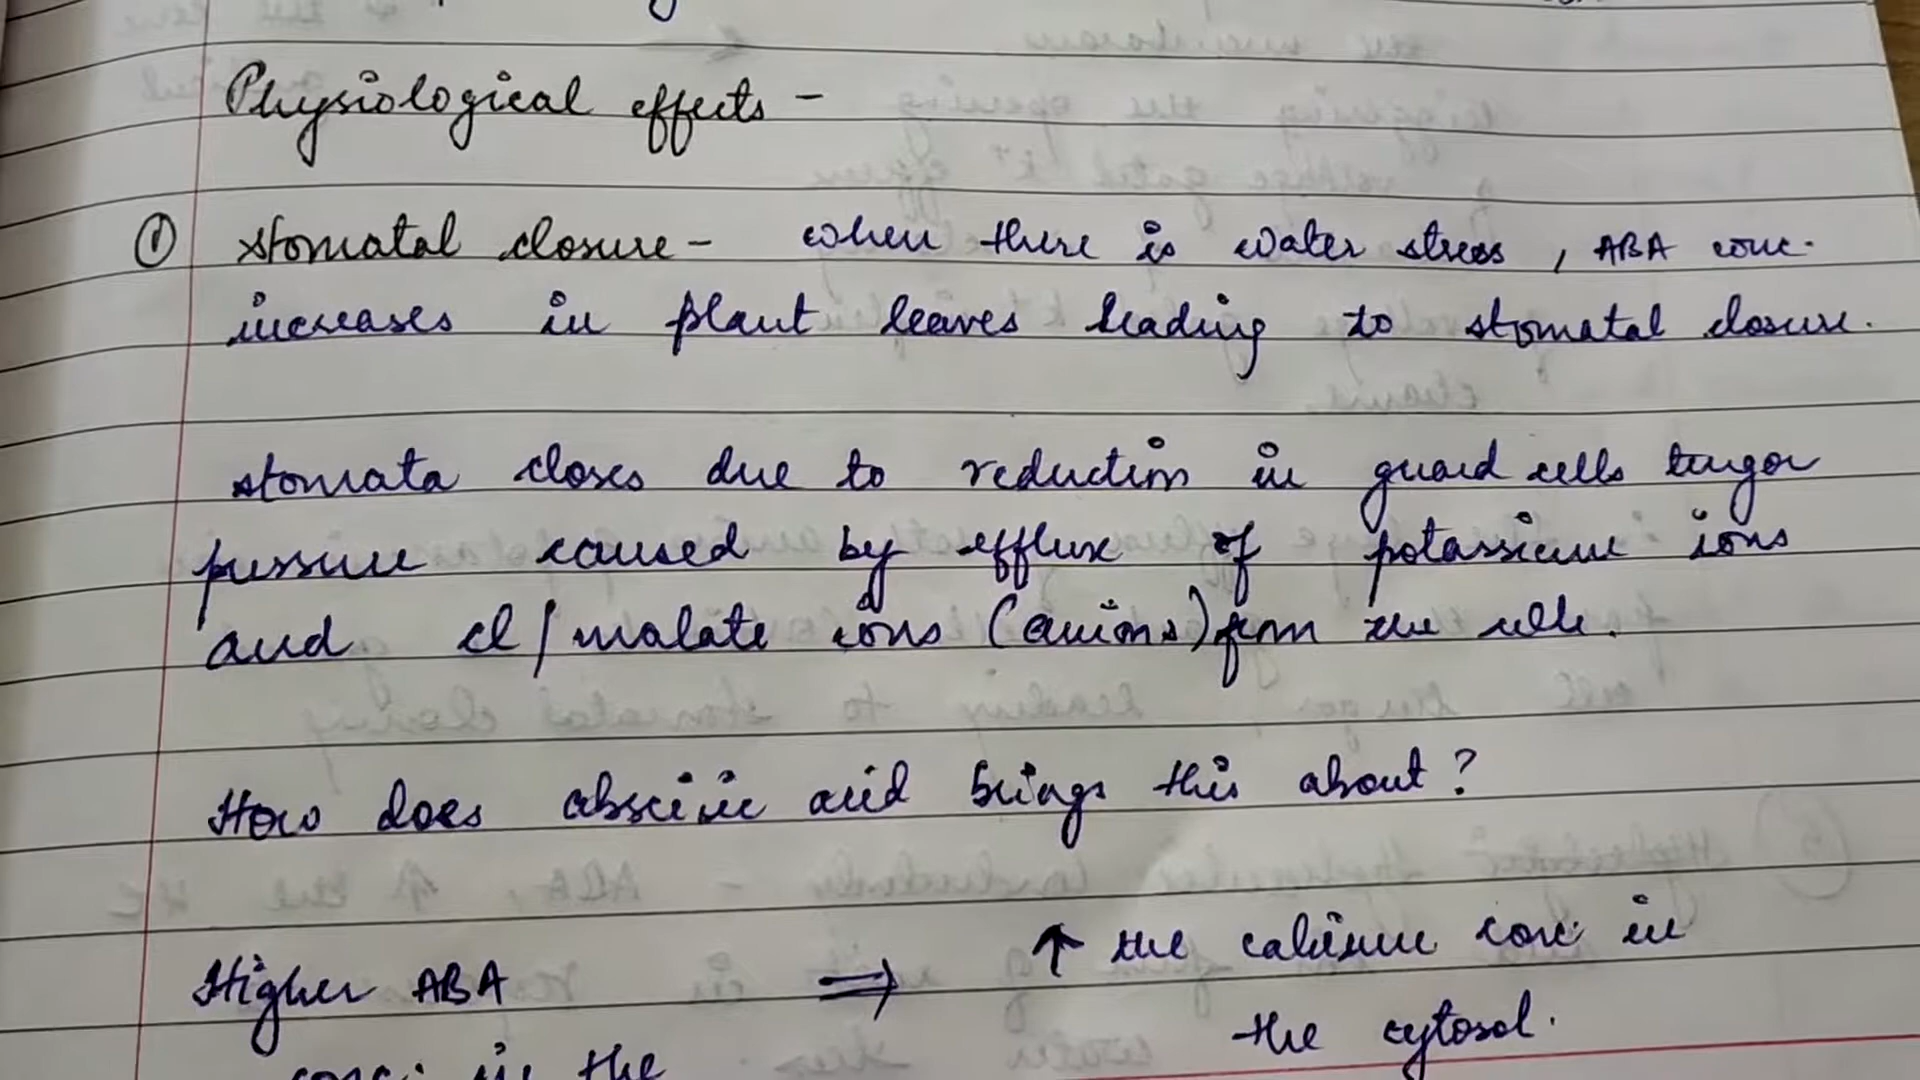 Physiological effects -
① stomatal closure - when there is water stress, ABA conc.
increases in plant leaves leading to stomatal closure.
stomata closes due to reduction in guard cells turgor
pressure caused by efflux of potassium ions
and cl/malate ions (anions) from the cells.
How does abscisic acid brings this about?
Higher ABA ⇒ ↑ the calcium conc. in
the cytosol.
conc. in the